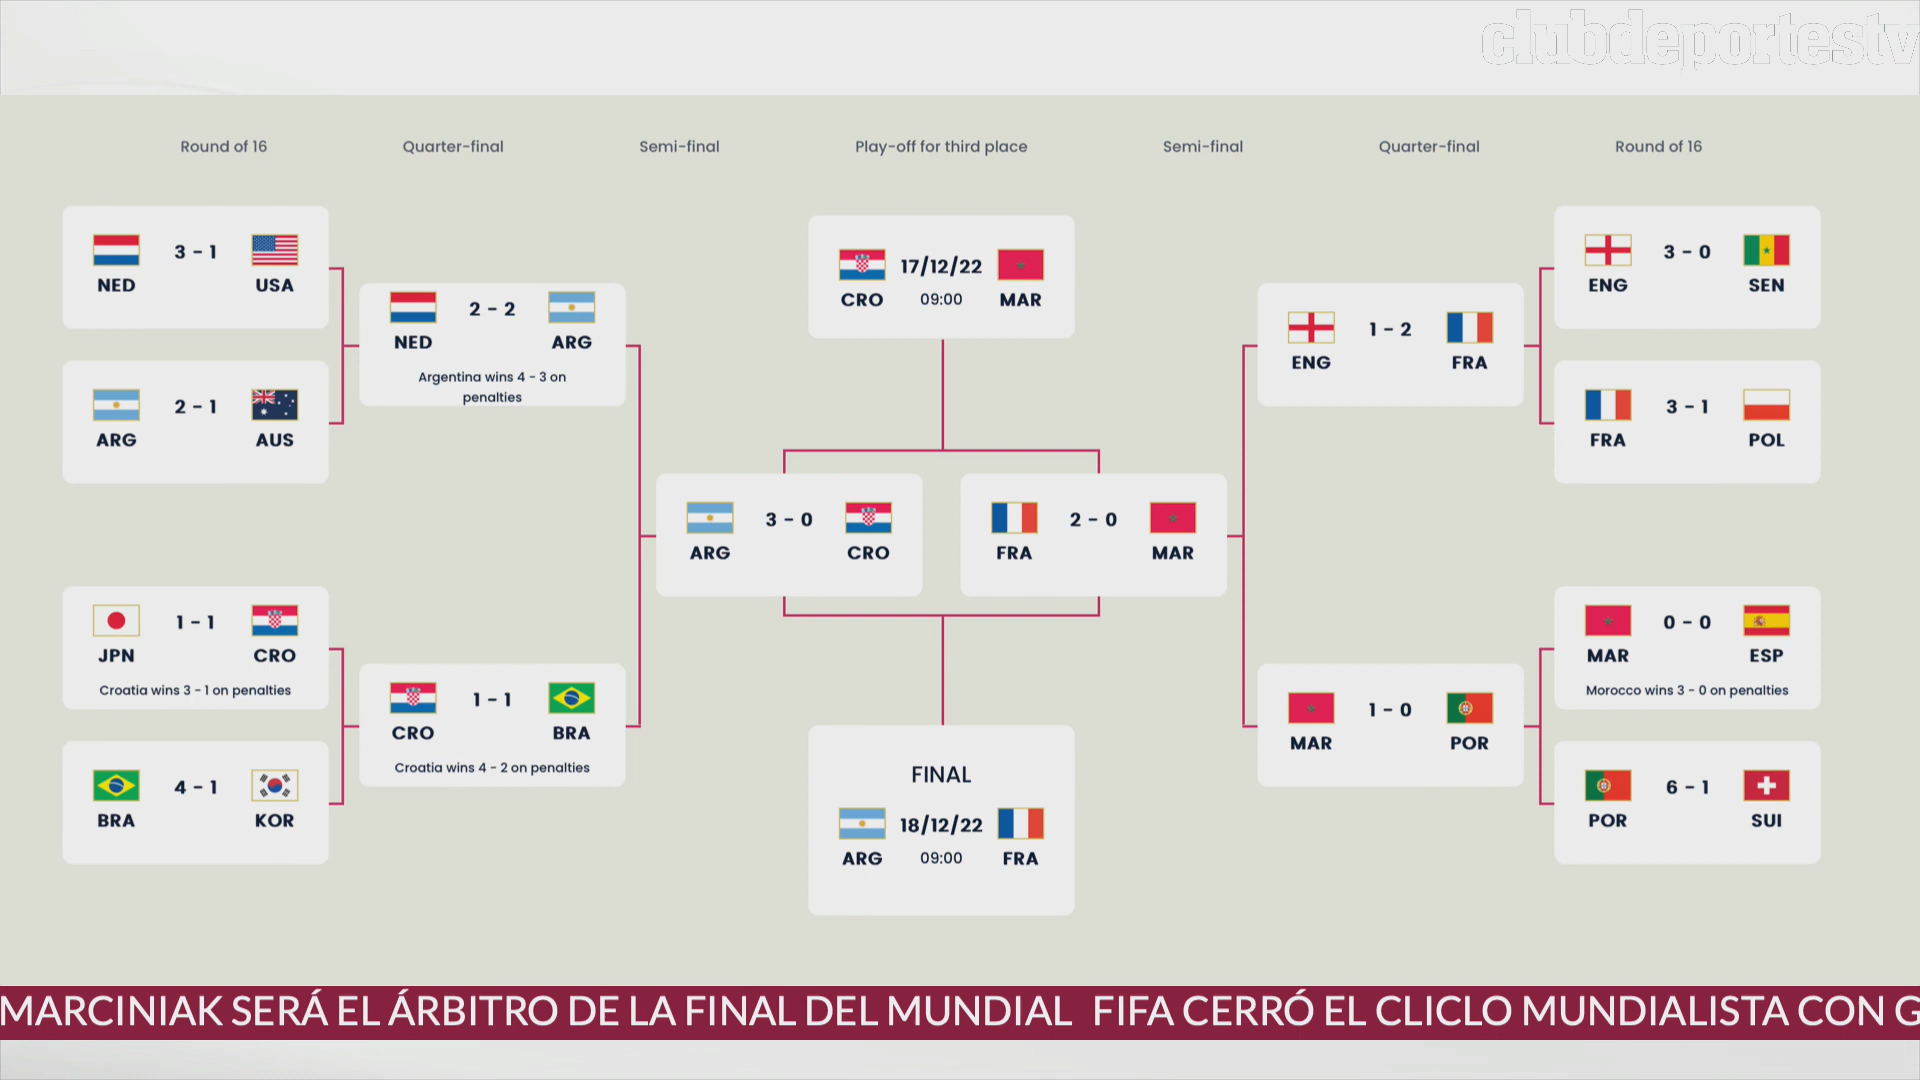 clubdeportestv
Round of 16
Quarter-final
Semi-final
Play-off for third place
Semi-final
Quarter-final
Round of 16
3 - 1
NED USA
2 - 1
ARG AUS
1 - 1
JPN CRO
Croatia wins 3 - 1 on penalties
4 - 1
BRA KOR
2 - 2
NED ARG
Argentina wins 4 - 3 on
penalties
1 - 1
CRO BRA
Croatia wins 4 - 2 on penalties
3 - 0
ARG CRO
17/12/22
CRO 09:00 MAR
FINAL
18/12/22
ARG 09:00 FRA
2 - 0
FRA MAR
1 - 2
ENG FRA
1 - 0
MAR POR
3 - 0
ENG SEN
3 - 1
FRA POL
0 - 0
MAR ESP
Morocco wins 3 - 0 on penalties
6 - 1
POR SUI
MARCINIAK SERÁ EL ÁRBITRO DE LA FINAL DEL MUNDIAL FIFA CERRÓ EL CLICLO MUNDIALISTA CON G